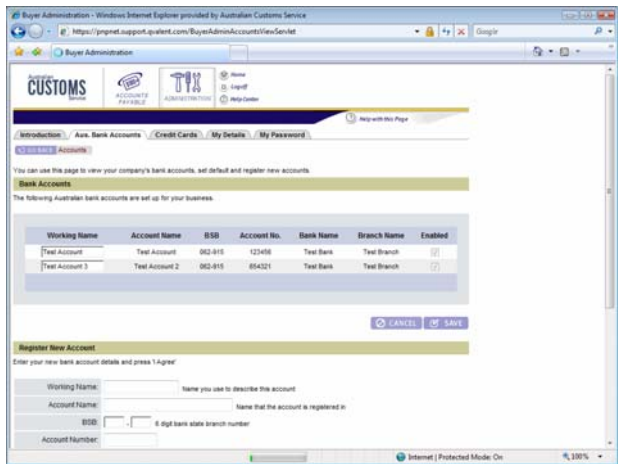 Buyer Administration - Windows Internet Explorer provided by Australian Customs Service
https://pnpnet.support.qvalent.com/BuyerAdminAccountsViewServlet
Google
Buyer Administration
Australian
CUSTOMS
Service
ACCOUNTS
PAYABLE
ADMINISTRATION
Home
Logoff
Help Center
Help with this Page
Introduction
Aus. Bank Accounts
Credit Cards
My Details
My Password
GO BACK Accounts
You can use this page to view your company's bank accounts, set default and register new accounts.
Bank Accounts
The following Australian bank accounts are set up for your business.
Working Name Account Name BSB Account No. Bank Name Branch Name Enabled
Test Account Test Account 062-915 123456 Test Bank Test Branch
Test Account 3 Test Account 2 062-915 654321 Test Bank Test Branch
CANCEL SAVE
Register New Account
Enter your new bank account details and press 'I Agree'
Working Name: Name you use to describe this account
Account Name: Name that the account is registered in
BSB: - 6 digit bank state branch number
Account Number:
Internet | Protected Mode: On 100%